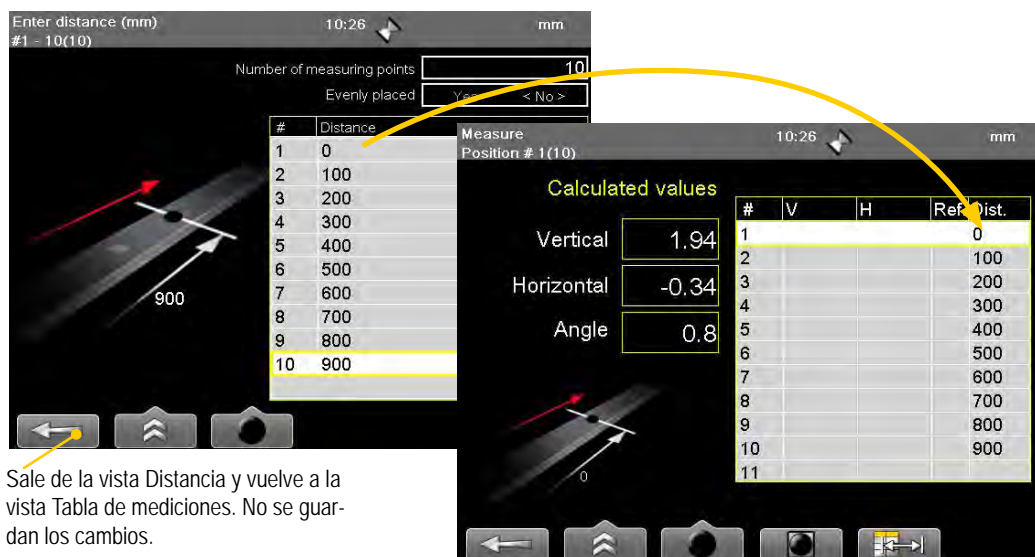 Enter distance (mm)
#1 - 10(10)
10:26
mm
Number of measuring points 10
Evenly placed Yes < No >
# Distance
1 0
2 100
3 200
4 300
5 400
6 500
7 600
8 700
9 800
10 900
900
Measure
Position # 1(10)
10:26
mm
Calculated values
Vertical 1.94
Horizontal -0.34
Angle 0.8
# V H Ref Dist.
1 0
2 100
3 200
4 300
5 400
6 500
7 600
8 700
9 800
10 900
11
0
Sale de la vista Distancia y vuelve a la
vista Tabla de mediciones. No se guar-
dan los cambios.